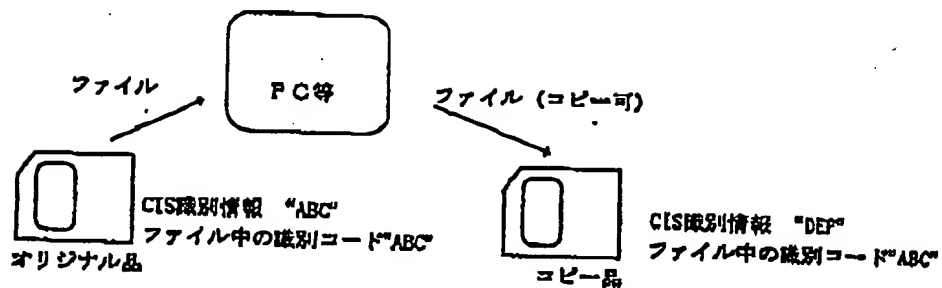 PC等
ファイル
ファイル (コピー可)
CIS識別情報 "ABC"
ファイル中の識別コード"ABC"
オリジナル品
CIS識別情報 "DEF"
ファイル中の識別コード"ABC"
コピー品